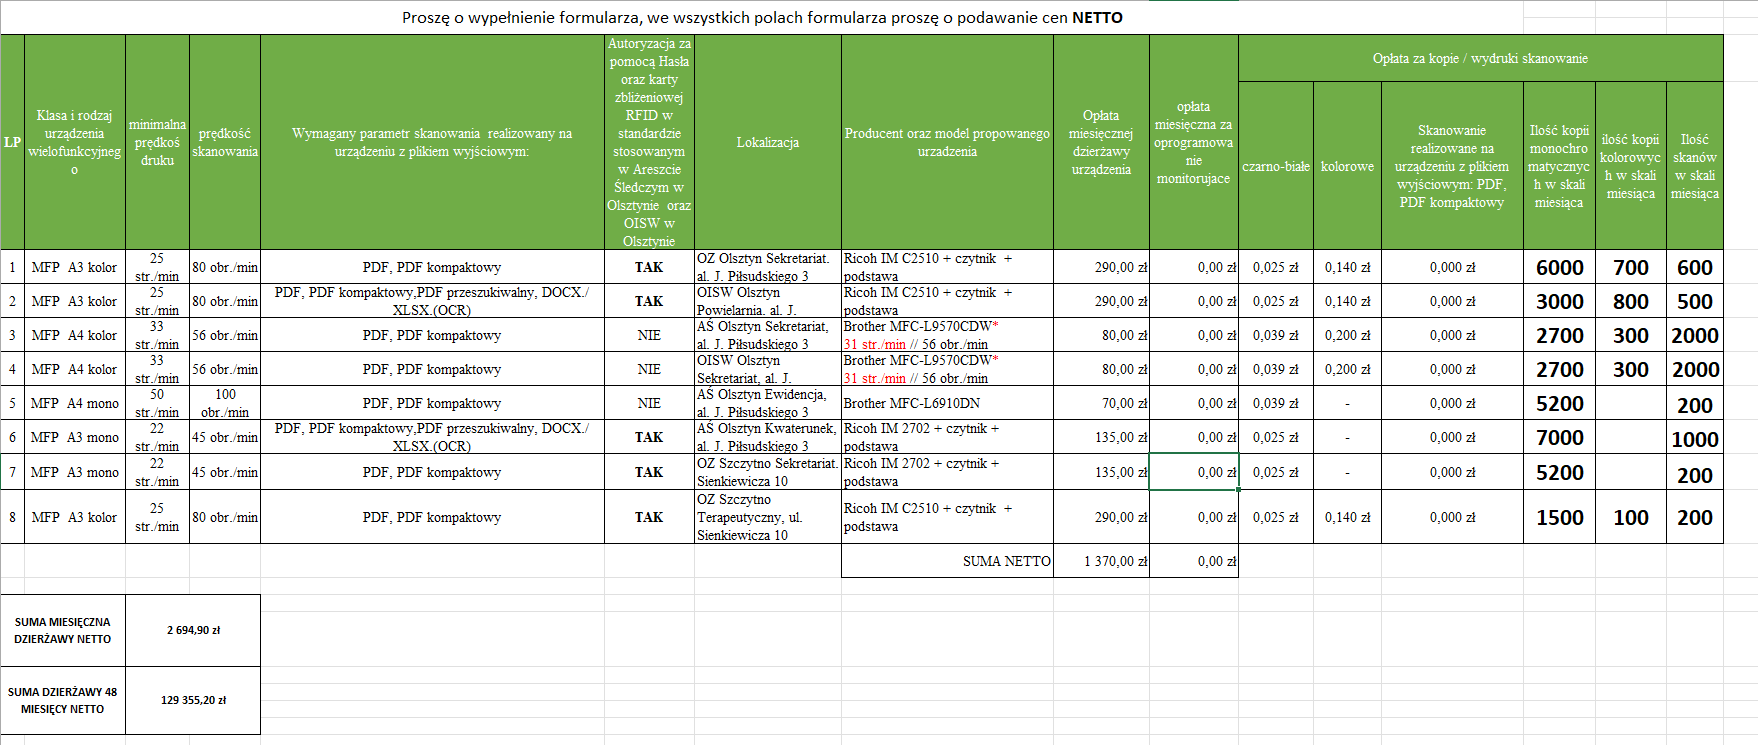 Proszę o wypełnienie formularza, we wszystkich polach formularza proszę o podawanie cen NETTO
LP
Klasa i rodzaj
urządzenia
wielofunkcyjneg
o
minimalna
prędkoś
druku
prędkość
skanowania
Wymagany parametr skanowania realizowany na
urządzeniu z plikiem wyjściowym:
Autoryzacja za
pomocą Hasła
oraz karty
zbliżeniowej
RFID w
standardzie
stosowanym
w Areszcie
Śledczym w
Olsztynie oraz
OISW w
Olsztynie
Lokalizacja
Producent oraz model propowanego
urzadzenia
Opłata
miesięcznej
dzierżawy
urządzenia
opłata
miesięczna za
oprogramowa
nie
monitorujace
Opłata za kopie / wydruki skanowanie
czarno-białe
kolorowe
Skanowanie
realizowane na
urządzeniu z plikiem
wyjściowym: PDF,
PDF kompaktowy
Ilość kopii
monochro
matycznyc
h w skali
miesiąca
ilość kopii
kolorowyc
h w skali
miesiąca
Ilość
skanów
w skali
miesiąca
1
MFP A3 kolor
25
str./min
80 obr./min
PDF, PDF kompaktowy
TAK
OZ Olsztyn Sekretariat.
al. J. Piłsudskiego 3
Ricoh IM C2510 + czytnik +
podstawa
290,00 zł
0,00 zł
0,025 zł
0,140 zł
0,000 zł
6000
700
600
2
MFP A3 kolor
25
str./min
80 obr./min
PDF, PDF kompaktowy,PDF przeszukiwalny, DOCX./
XLSX.(OCR)
TAK
OISW Olsztyn
Powielarnia. al. J.
Ricoh IM C2510 + czytnik +
podstawa
290,00 zł
0,00 zł
0,025 zł
0,140 zł
0,000 zł
3000
800
500
3
MFP A4 kolor
33
str./min
56 obr./min
PDF, PDF kompaktowy
NIE
AŚ Olsztyn Sekretariat,
al. J. Piłsudskiego 3
Brother MFC-L9570CDW*
31 str./min // 56 obr./min
80,00 zł
0,00 zł
0,039 zł
0,200 zł
0,000 zł
2700
300
2000
4
MFP A4 kolor
33
str./min
56 obr./min
PDF, PDF kompaktowy
NIE
OISW Olsztyn
Sekretariat, al. J.
Brother MFC-L9570CDW*
31 str./min // 56 obr./min
80,00 zł
0,00 zł
0,039 zł
0,200 zł
0,000 zł
2700
300
2000
5
MFP A4 mono
50
str./min
100
obr./min
PDF, PDF kompaktowy
NIE
AŚ Olsztyn Ewidencja,
al. J. Piłsudskiego 3
Brother MFC-L6910DN
70,00 zł
0,00 zł
0,039 zł
-
0,000 zł
5200
200
6
MFP A3 mono
22
str./min
45 obr./min
PDF, PDF kompaktowy,PDF przeszukiwalny, DOCX./
XLSX.(OCR)
TAK
AŚ Olsztyn Kwaterunek,
al. J. Piłsudskiego 3
Ricoh IM 2702 + czytnik +
podstawa
135,00 zł
0,00 zł
0,025 zł
-
0,000 zł
7000
1000
7
MFP A3 mono
22
str./min
45 obr./min
PDF, PDF kompaktowy
TAK
OZ Szczytno Sekretariat.
Sienkiewicza 10
Ricoh IM 2702 + czytnik +
podstawa
135,00 zł
0,00 zł
0,025 zł
-
0,000 zł
5200
200
8
MFP A3 kolor
25
str./min
80 obr./min
PDF, PDF kompaktowy
TAK
OZ Szczytno
Terapeutyczny, ul.
Sienkiewicza 10
Ricoh IM C2510 + czytnik +
podstawa
290,00 zł
0,00 zł
0,025 zł
0,140 zł
0,000 zł
1500
100
200
SUMA NETTO
1 370,00 zł
0,00 zł
SUMA MIESIĘCZNA
DZIERŻAWY NETTO
2 694,90 zł
SUMA DZIERŻAWY 48
MIESIĘCY NETTO
129 355,20 zł